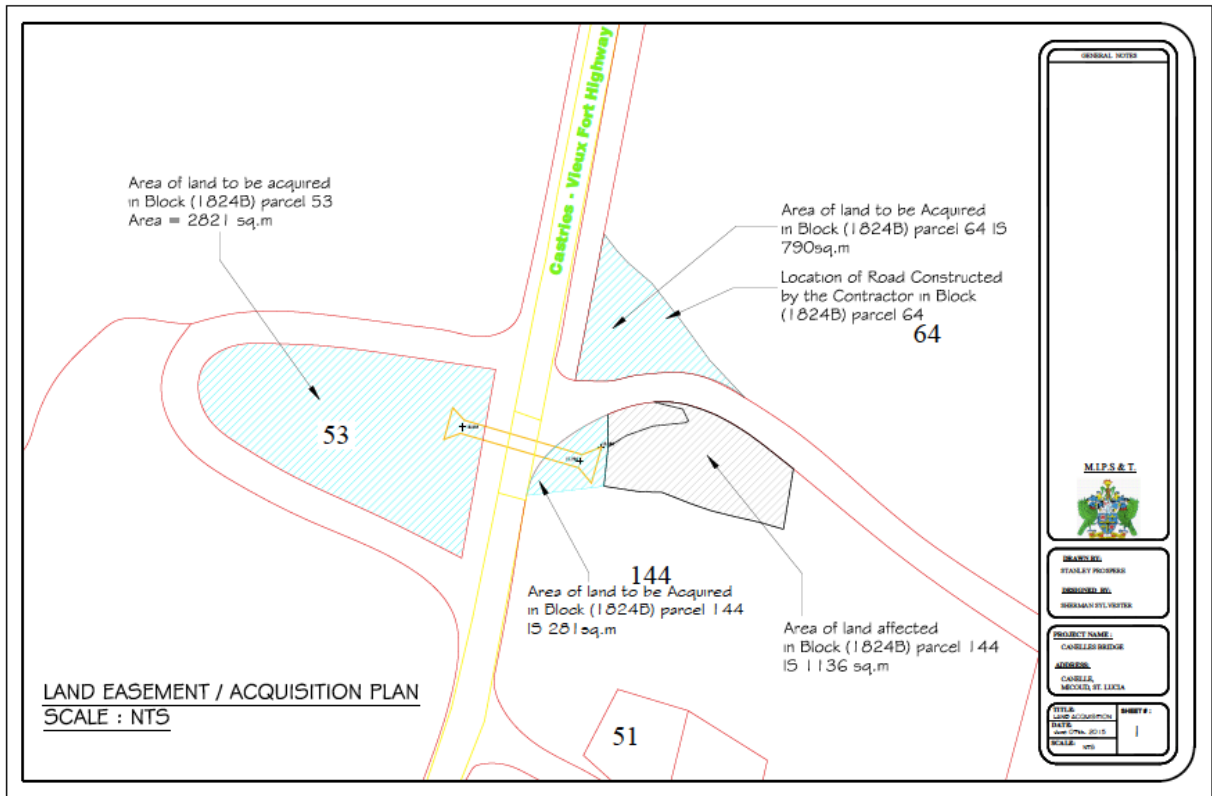 Castries - Vieux Fort Highway
Area of land to be acquired
in Block (1824B) parcel 53
Area = 2821 sq.m
Area of land to be Acquired
in Block (1824B) parcel 64 IS
790sq.m
Location of Road Constructed
by the Contractor in Block
(1824B) parcel 64
64
53
144
Area of land to be Acquired
in Block (1824B) parcel 144
IS 281sq.m
Area of land affected
in Block (1824B) parcel 144
IS 1136 sq.m
51
LAND EASEMENT / ACQUISITION PLAN
SCALE : NTS
GENERAL NOTES
M.I.P.S & T.
DRAWN BY:
STANLEY PROSPERE
DESIGNED BY:
SHERMAN SYLVESTER
PROJECT NAME :
CANELLES BRIDGE
ADDRESS:
CANELLE,
MICOUD, ST. LUCIA
TITLE:
LAND ACQUISITION
DATE:
2015
SCALE: NTS
SHEET # :
1